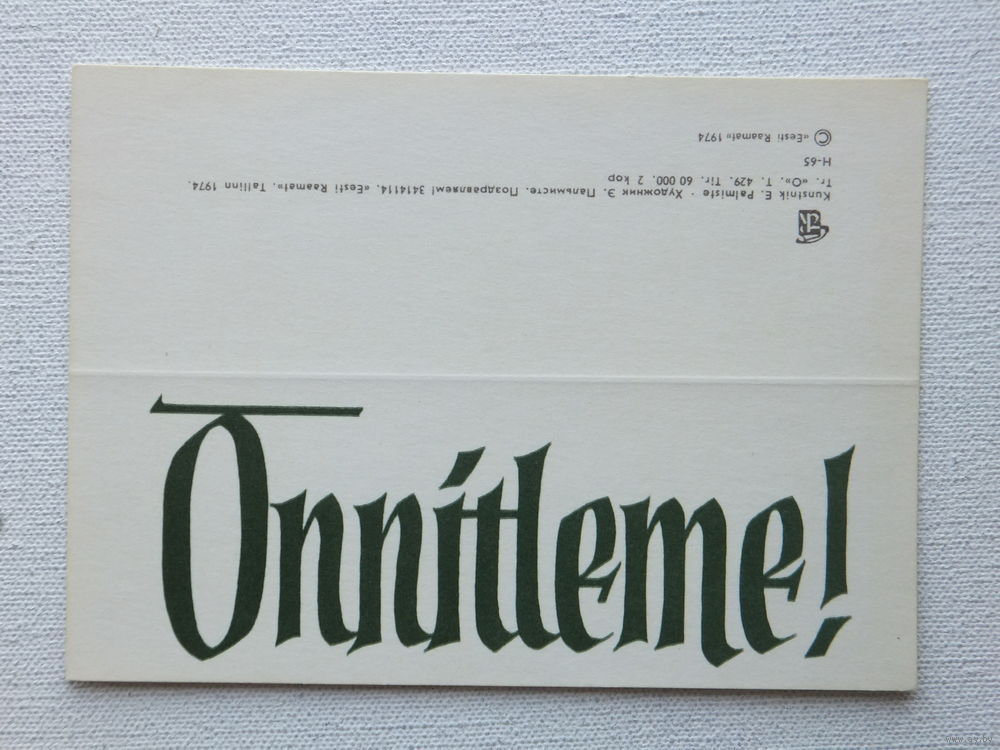 Õnnitleme!
Kunstnik E. Palmiste · Художник Э. Пальмисте. Поздравляем! 3414114. «Eesti Raamat». Tallinn 1974.
Tr. «O». T. 429. Tir. 60 000. 2 kop
H-65
© «Eesti Raamat» 1974